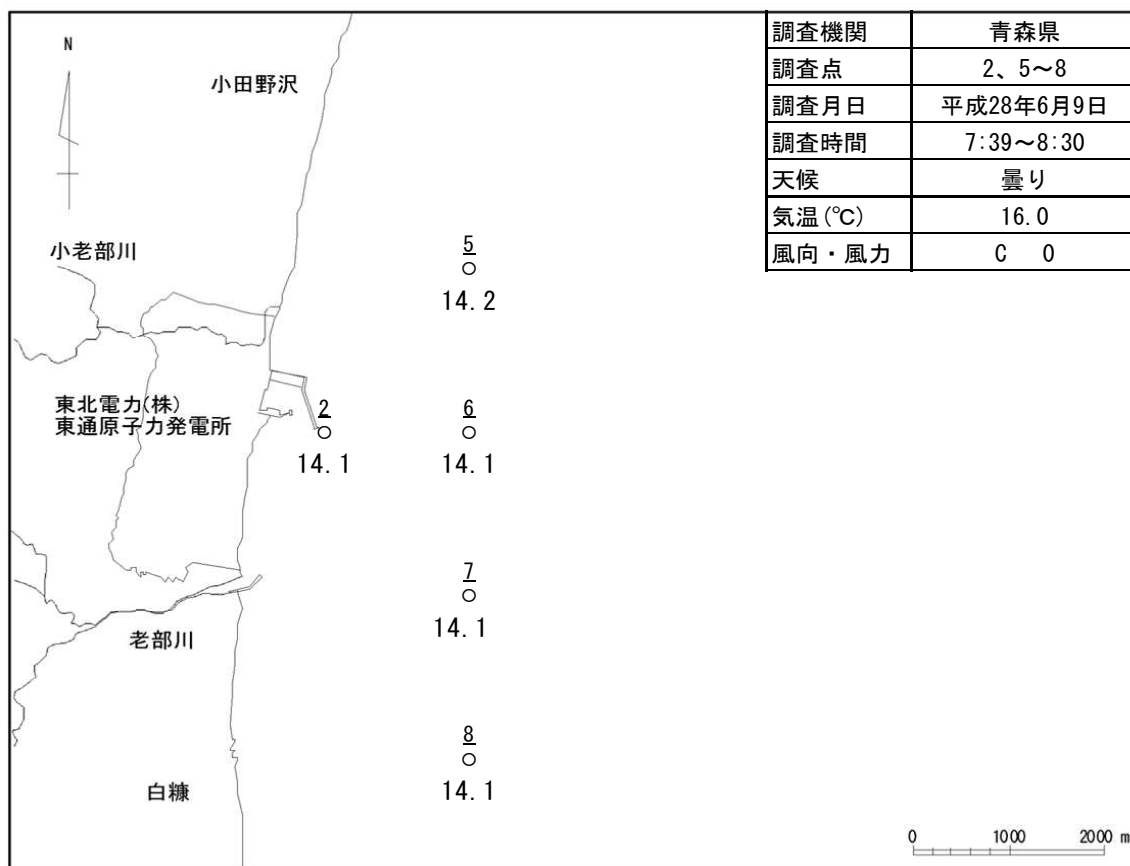 調査機関 青森県
調査点 2、5～8
調査月日 平成28年6月9日
調査時間 7:39～8:30
天候 曇り
気温(℃) 16.0
風向・風力 C 0
N
小田野沢
小老部川
5
14.2
東北電力(株)
東通原子力発電所
2
14.1
6
14.1
7
14.1
老部川
8
14.1
白糠
0 1000 2000 m